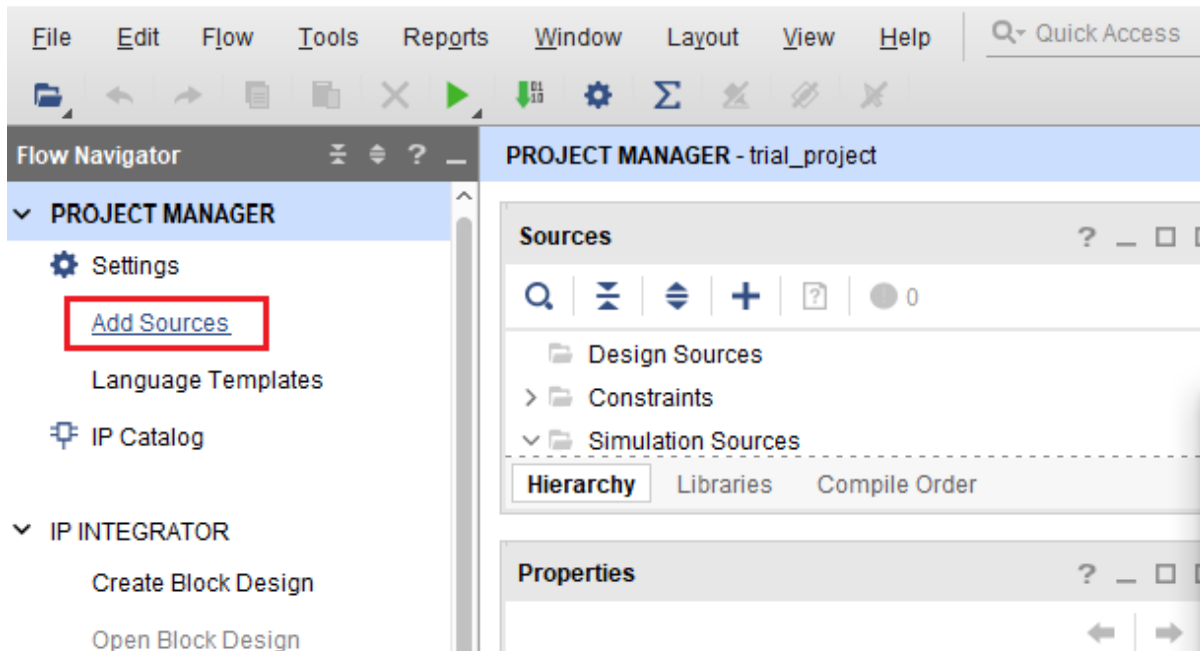 File Edit Flow Tools Reports Window Layout View Help Quick Access
Flow Navigator ?
PROJECT MANAGER - trial_project
PROJECT MANAGER
Settings
Add Sources
Language Templates
IP Catalog
IP INTEGRATOR
Create Block Design
Open Block Design
Sources ?
? 0
Design Sources
Constraints
Simulation Sources
Hierarchy Libraries Compile Order
Properties ?